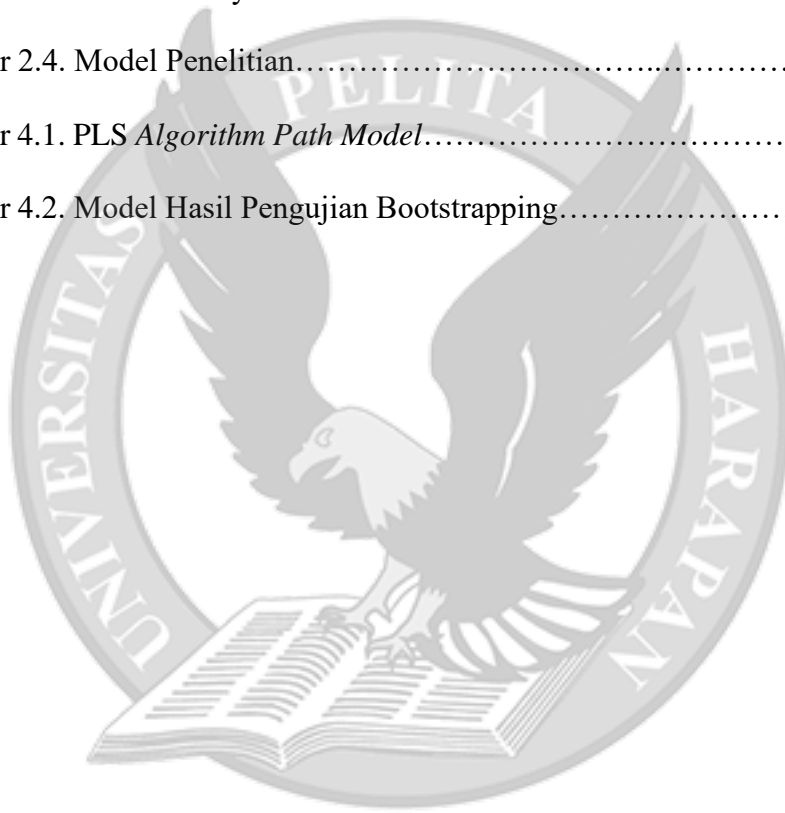 r 2.4. Model Penelitian……………………………..…………
r 4.1. PLS Algorithm Path Model……………………….………
r 4.2. Model Hasil Pengujian Bootstrapping…………………
UNIVERSITAS PELITA HARAPAN